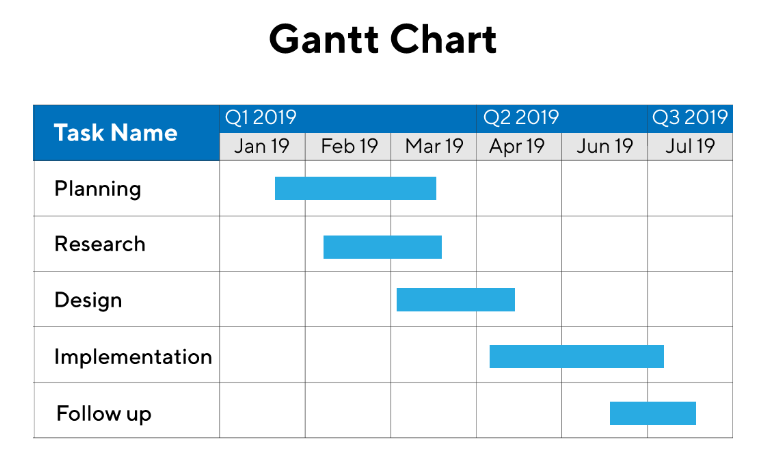 Gantt Chart
Task Name
Q1 2019
Q2 2019
Q3 2019
Jan 19
Feb 19
Mar 19
Apr 19
Jun 19
Jul 19
Planning
Research
Design
Implementation
Follow up